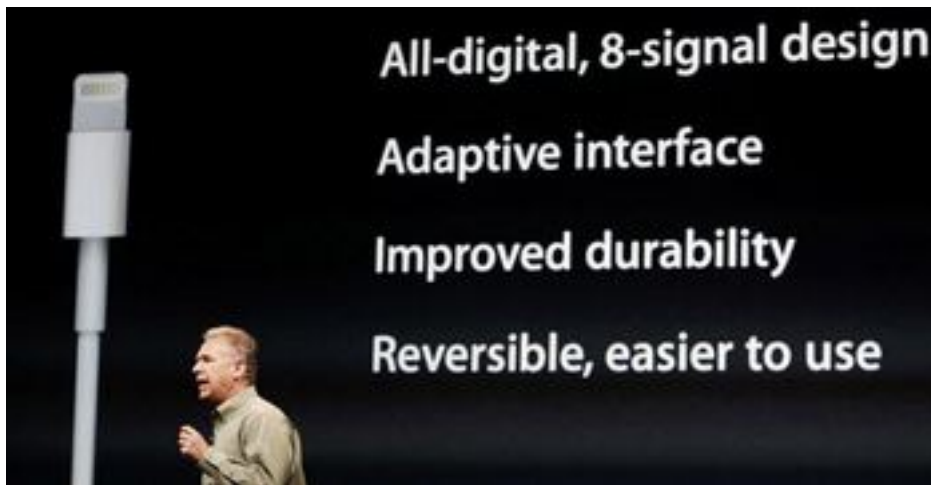 All-digital, 8-signal design
Adaptive interface
Improved durability
Reversible, easier to use